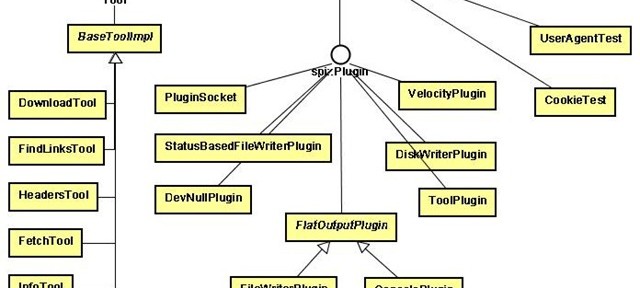 Tool
BaseToolImpl
UserAgentTest
spi::Plugin
DownloadTool
PluginSocket
VelocityPlugin
CookieTest
FindLinksTool
StatusBasedFileWriterPlugin
DiskWriterPlugin
HeadersTool
DevNullPlugin
ToolPlugin
FlatOutputPlugin
FetchTool
InfoTool
FileWriterPlugin
ConsolePlugin